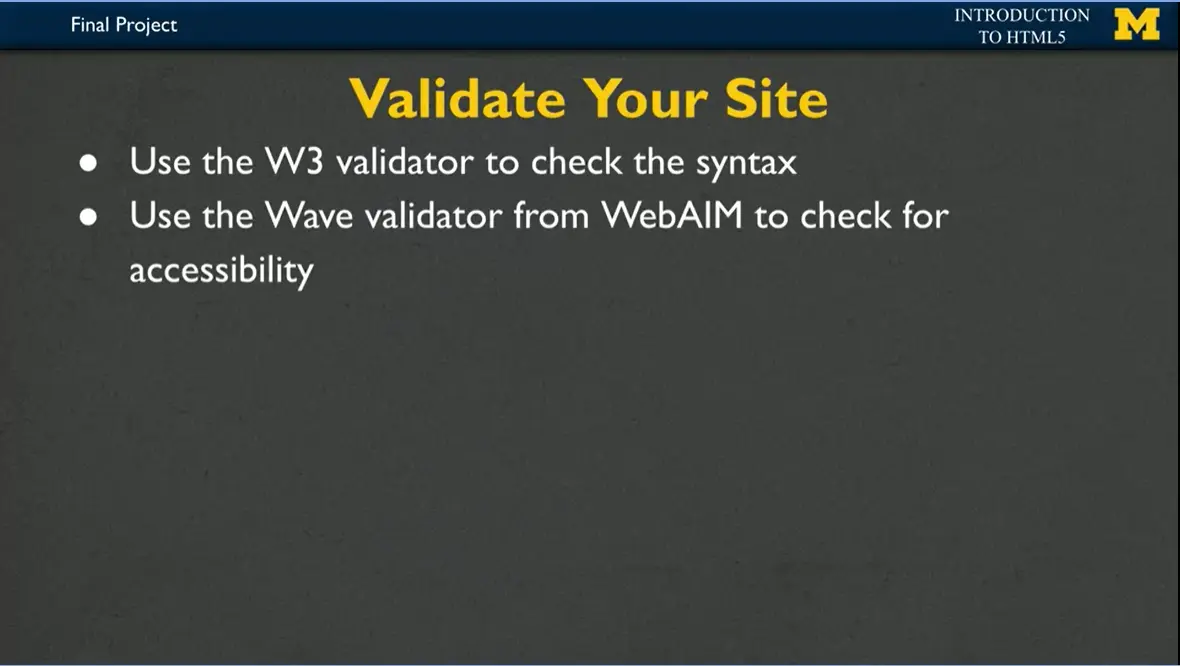 Final Project
INTRODUCTION
TO HTML5
M
Validate Your Site
● Use the W3 validator to check the syntax
● Use the Wave validator from WebAIM to check for
accessibility